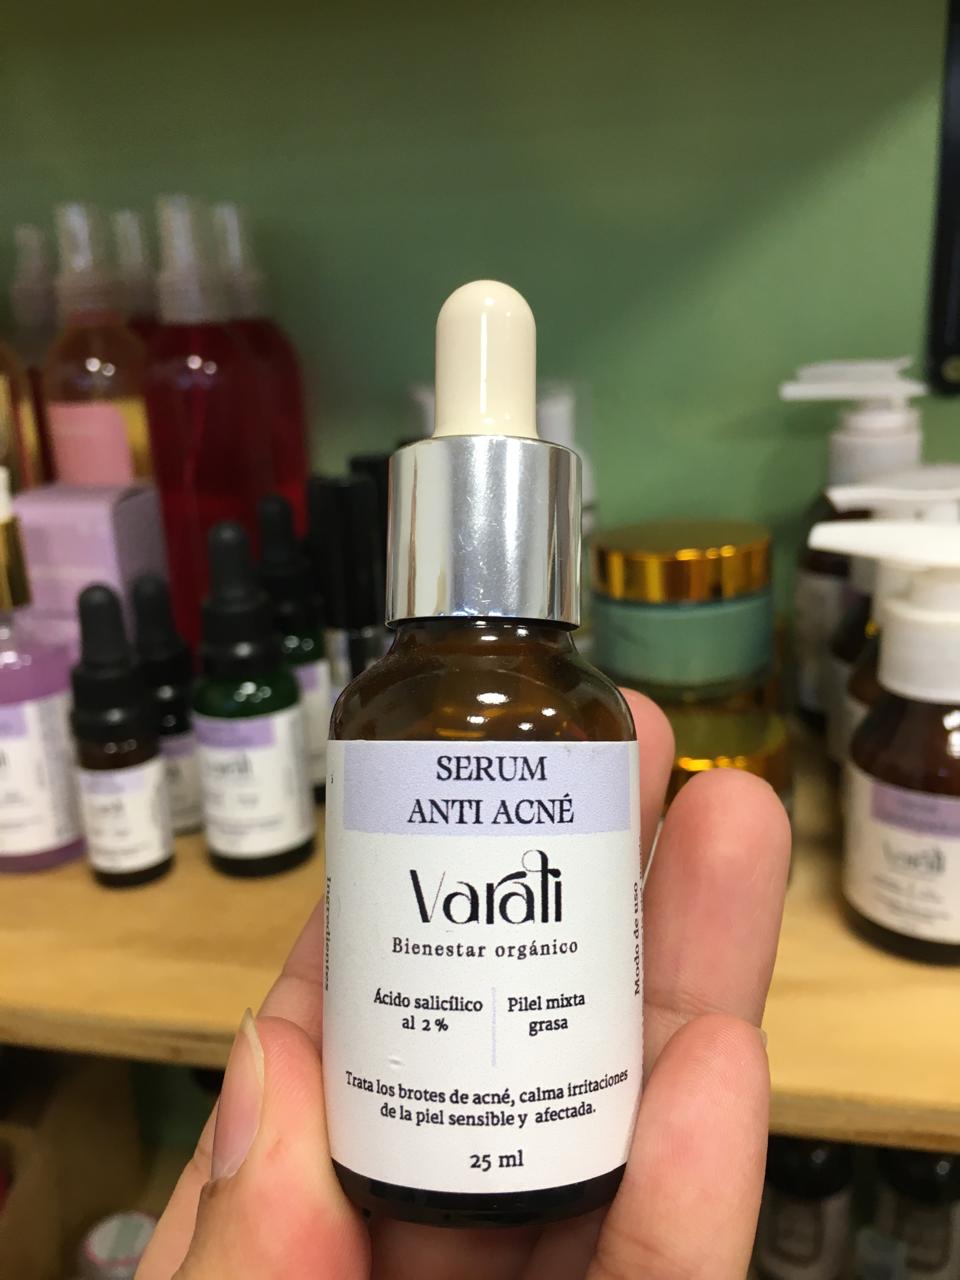 SERUM
ANTI ACNÉ
Varati
Bienestar orgánico
Ácido salicílico
al 2%
Pilel mixta
grasa
Trata los brotes de acné, calma irritaciones
de la piel sensible y afectada.
25 ml
Ingredientes
Modo de uso